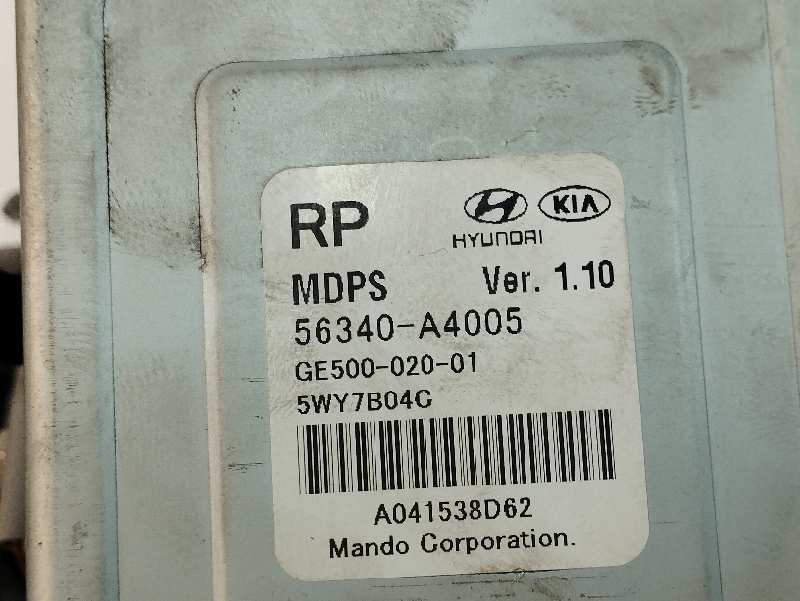 RP
HYUNDAI
KIA
MDPS Ver. 1.10
56340-A4005
GE500-020-01
5WY7B04C
A041538D62
Mando Corporation.